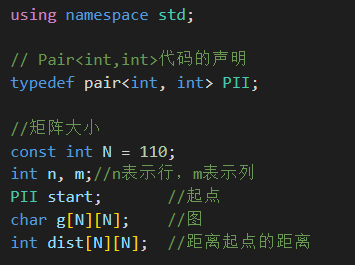 using namespace std;
// Pair<int,int>代码的声明
typedef pair<int, int> PII;
//矩阵大小
const int N = 110;
int n, m;//n表示行，m表示列
PII start;        //起点
char g[N][N];     //图
int dist[N][N];  //距离起点的距离